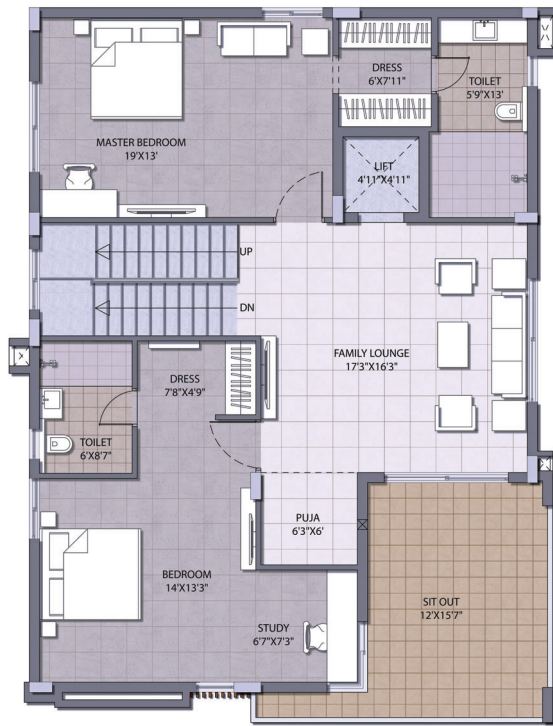 DRESS
6'X7'11"
TOILET
5'9"X13'
MASTER BEDROOM
19'X13'
LIFT
4'11"X4'11"
UP
DN
FAMILY LOUNGE
17'3"X16'3"
DRESS
7'8"X4'9"
TOILET
6'X8'7"
PUJA
6'3"X6'
BEDROOM
14'X13'3"
SIT OUT
12'X15'7"
STUDY
6'7"X7'3"